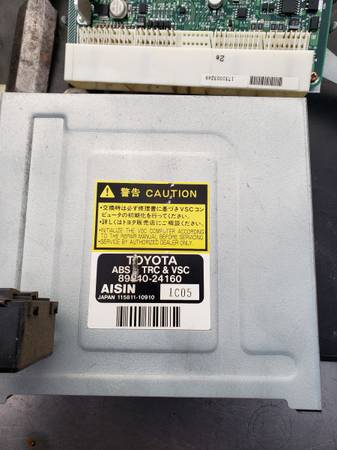 警告 CAUTION
・交換時は必ず修理書に基づきVSCコン
ピュータの初期化を行ってください。
・詳しくはトヨタ販売店にご相談ください。
・INITIALIZE THE VDC COMPUTER ACCORDING
TO THE REPAIR MANUAL BEFORE SERVICING
・SERVICE BY AUTHORIZED DEALER ONLY
TOYOTA
ABS , TRC & VSC
89540-24160
AISIN 1C05
JAPAN 115811-10910